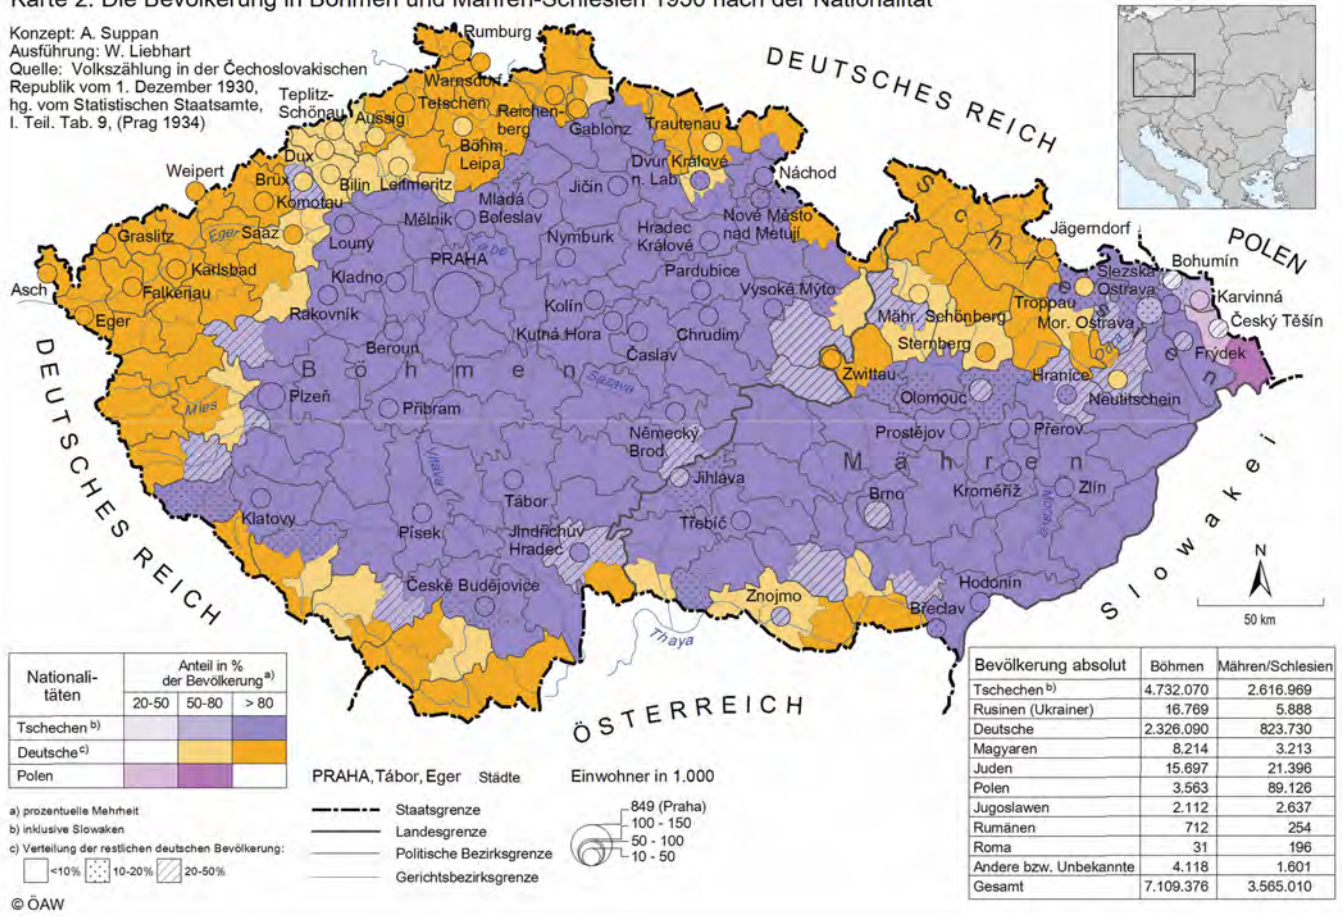 Karte 2: Die Bevölkerung in Böhmen und Mähren-Schlesien 1930 nach der Nationalität
Konzept: A. Suppan
Ausführung: W. Liebhart
Quelle: Volkszählung in der Čechoslovakischen
Republik vom 1. Dezember 1930,
hg. vom Statistischen Staatsamte,
I. Teil. Tab. 9, (Prag 1934)
DEUTSCHES REICH
POLEN
Slowakei
ÖSTERREICH
DEUTSCHES REICH
Böhmen
Mähren
Schlesien
Rumburg
Warnsdorf
Tetschen
Teplitz-
Schönau
Aussig
Reichen-
berg
Gablonz
Trautenau
Böhm.
Leipa
Dux
Weipert
Brüx
Bilin
Leitmeritz
Komotau
Dvur Králové
n. Lab.
Náchod
Jičín
Mladá
Boleslav
Mělnik
Nové Město
nad Metují
Graslitz
Eger
Saaz
Louny
Labe
Nymburk
Hradec
Králové
Jägerndorf
Bohumín
Karlsbad
Kladno
PRAHA
Pardubice
Slezská
Ostrava
Asch
Falkenau
Vysoké Mýto
Karvinná
Eger
Rakovník
Kolín
Mähr. Schönberg
Troppau
Mor. Ostrava
Český Těšín
Beroun
Kutná Hora
Chrudim
Čáslav
Sternberg
Oder
Frýdek
Zwittau
Hranice
Sázava
Plzeň
Příbram
Mies
Olomouc
Neutitschein
Německý
Brod
Prostějov
Přerov
Vltava
Jihlava
Tábor
Brno
Kroměříž
Zlín
Morava
Klatovy
Písek
Třebíč
Jindřichův
Hradec
České Budějovice
Znojmo
Hodonín
Břeclav
Thaya
N
50 km
Nationali-
täten
Anteil in %
der Bevölkerung a)
20-50 50-80 > 80
Tschechen b)
Deutsche c)
Polen
a) prozentuelle Mehrheit
b) inklusive Slowaken
c) Verteilung der restlichen deutschen Bevölkerung:
<10% 10-20% 20-50%
© ÖAW
PRAHA, Tábor, Eger Städte
Staatsgrenze
Landesgrenze
Politische Bezirksgrenze
Gerichtsbezirksgrenze
Einwohner in 1.000
849 (Praha)
100 - 150
50 - 100
10 - 50
Bevölkerung absolut Böhmen Mähren/Schlesien
Tschechen b) 4.732.070 2.616.969
Rusinen (Ukrainer) 16.769 5.888
Deutsche 2.326.090 823.730
Magyaren 8.214 3.213
Juden 15.697 21.396
Polen 3.563 89.126
Jugoslawen 2.112 2.637
Rumänen 712 254
Roma 31 196
Andere bzw. Unbekannte 4.118 1.601
Gesamt 7.109.376 3.565.010